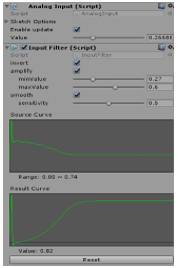 Analog Input (Script)
Script AnalogInput
Sketch Options
Enable update
Value 0.26688
Input Filter (Script)
Script InputFilter
invert
amplify
minValue 0.27
maxValue 0.6
smooth
sensitivity 0.5
Source Curve
Range: 0.00 ~ 0.74
Result Curve
Value: 0.82
Reset